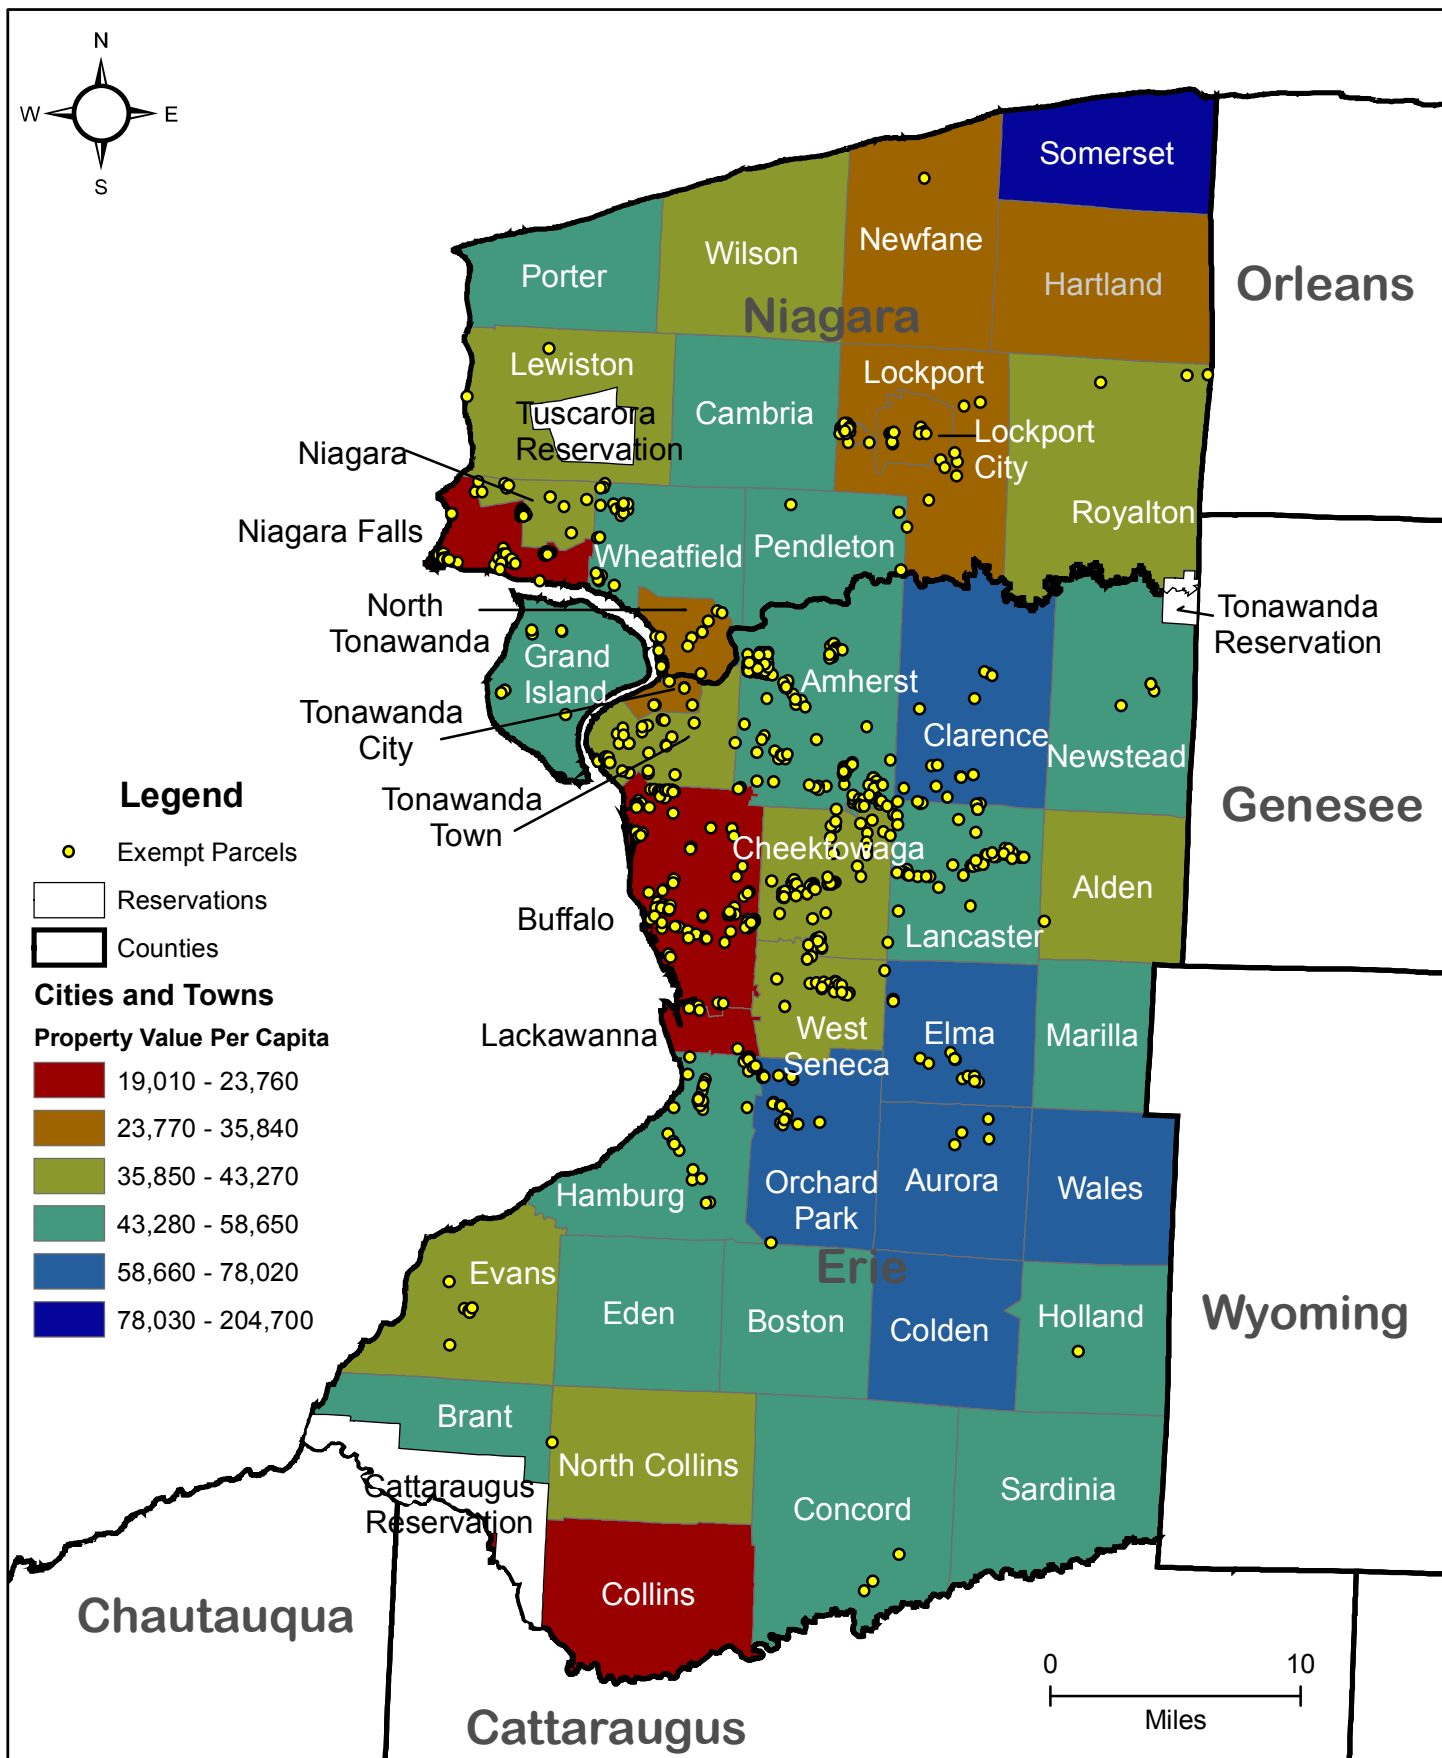 N
W
E
S
Somerset
Newfane
Wilson
Porter
Hartland
Orleans
Niagara
Lewiston
Lockport
Cambria
Tuscarora
Reservation
Niagara
Lockport
City
Royalton
Niagara Falls
Wheatfield
Pendleton
North
Tonawanda
Tonawanda
Reservation
Grand
Island
Amherst
Tonawanda
City
Clarence
Newstead
Tonawanda
Town
Genesee
Cheektowaga
Alden
Buffalo
Lancaster
Lackawanna
West
Seneca
Elma
Marilla
Hamburg
Orchard
Park
Aurora
Wales
Erie
Evans
Eden
Boston
Colden
Holland
Wyoming
Brant
North Collins
Cattaraugus
Reservation
Concord
Sardinia
Collins
Chautauqua
Cattaraugus
Legend
Exempt Parcels
Reservations
Counties
Cities and Towns
Property Value Per Capita
19,010 - 23,760
23,770 - 35,840
35,850 - 43,270
43,280 - 58,650
58,660 - 78,020
78,030 - 204,700
0 10
Miles